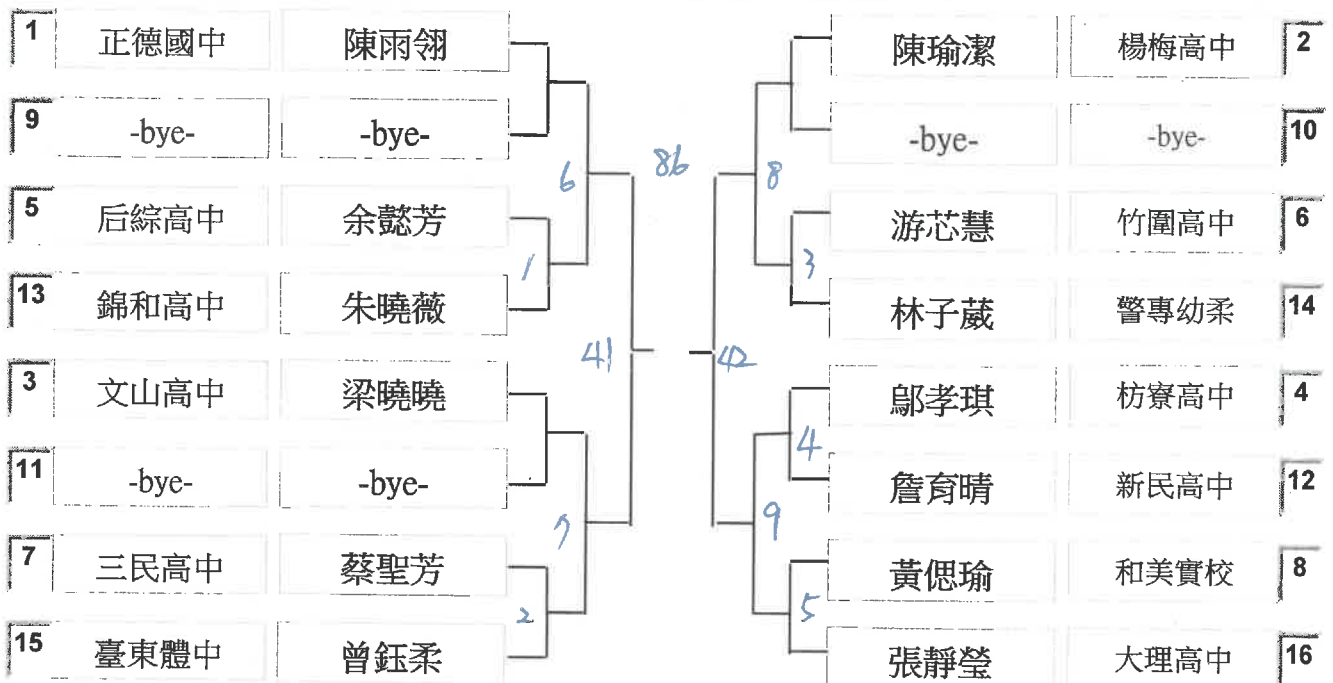 1 正德國中 陳雨翎 陳瑜潔 楊梅高中 2
9 -bye- -bye- -bye- -bye- 10
6 86 8
5 后綜高中 余懿芳 游芯慧 竹圍高中 6
1 3
13 錦和高中 朱曉薇 林子葳 警專幼柔 14
41 42
3 文山高中 梁曉曉 鄔孝琪 枋寮高中 4
4
11 -bye- -bye- 詹育晴 新民高中 12
7 9
7 三民高中 蔡聖芳 黃偲瑜 和美實校 8
2 5
15 臺東體中 曾鈺柔 張靜瑩 大理高中 16